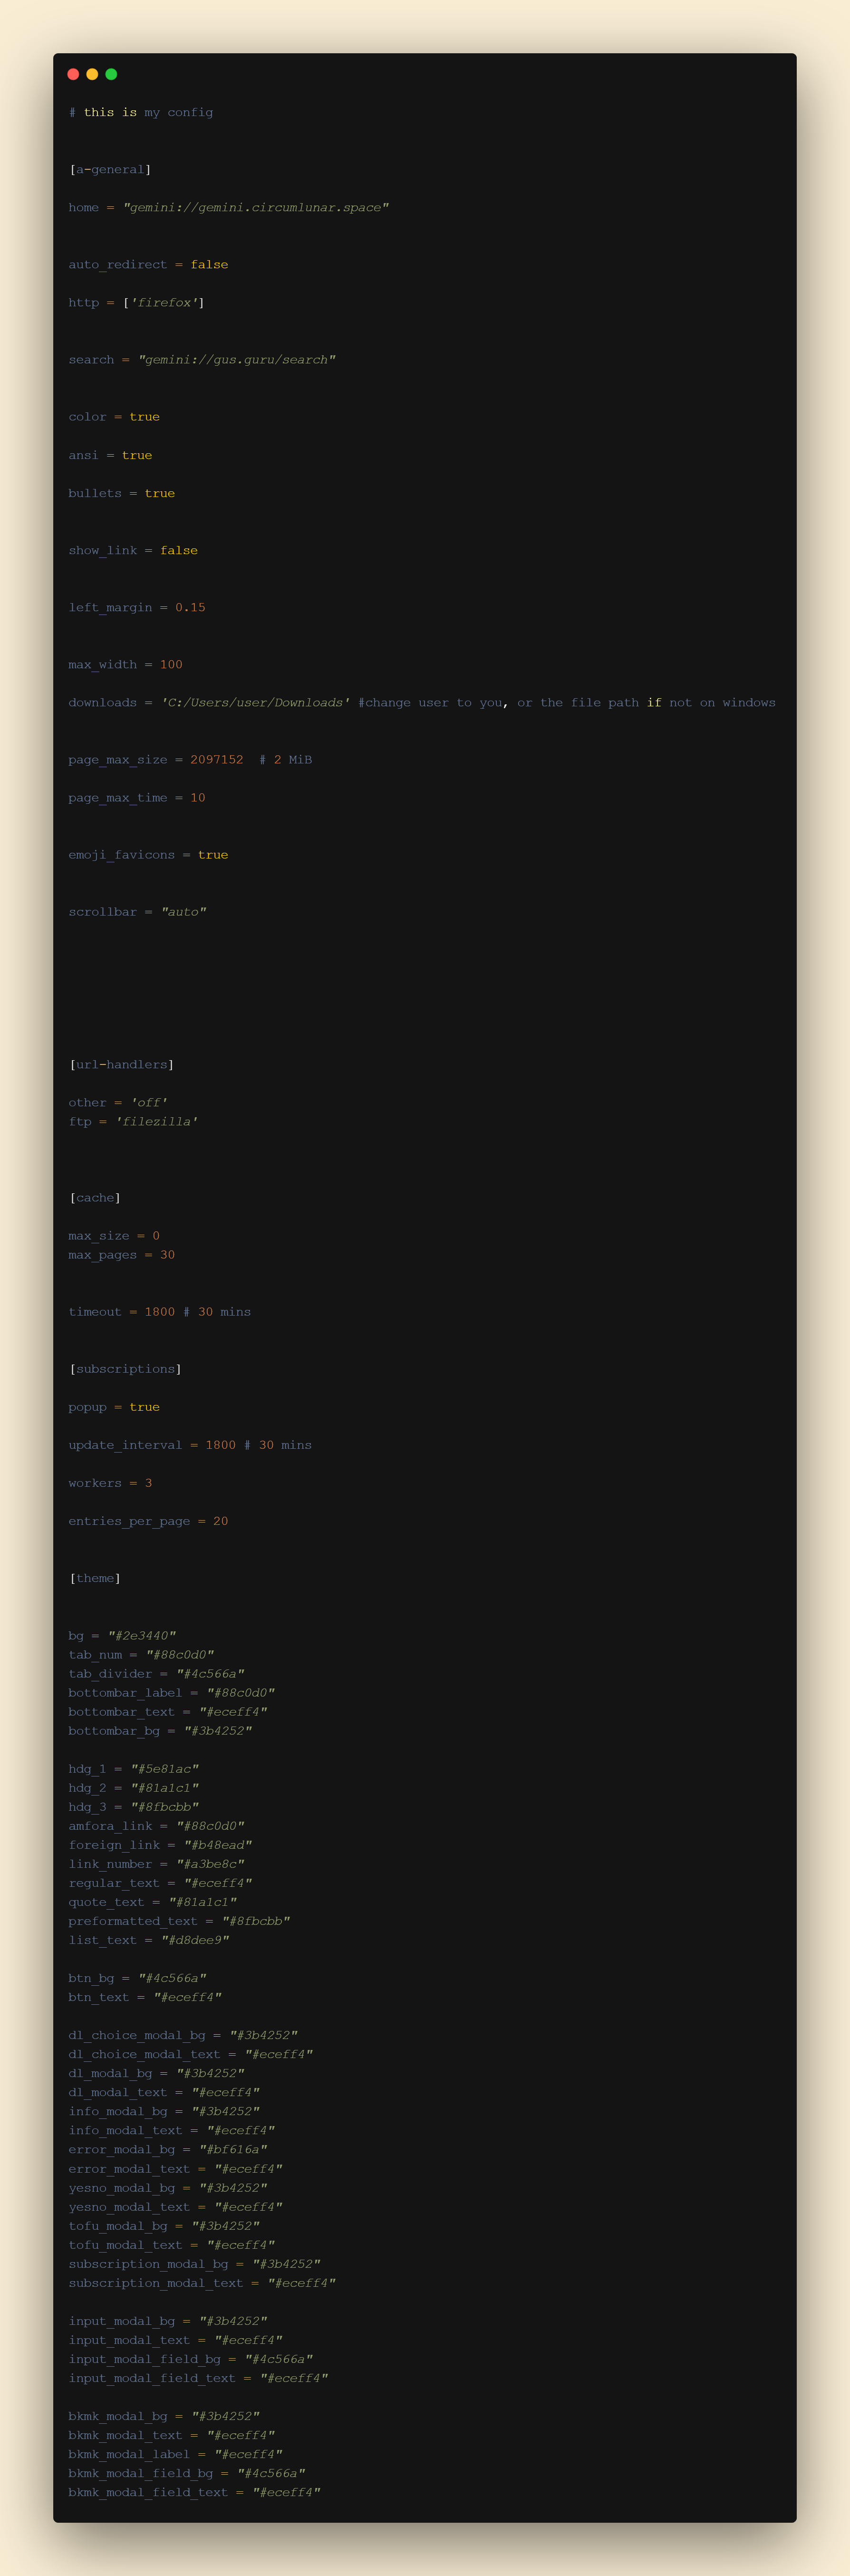 # this is my config
[a-general]
home = "gemini://gemini.circumlunar.space"
auto_redirect = false
http = ['firefox']
search = "gemini://gus.guru/search"
color = true
ansi = true
bullets = true
show_link = false
left_margin = 0.15
max_width = 100
downloads = 'C:/Users/user/Downloads' #change user to you, or the file path if not on windows
page_max_size = 2097152  # 2 MiB
page_max_time = 10
emoji_favicons = true
scrollbar = "auto"
[url-handlers]
other = 'off'
ftp = 'filezilla'
[cache]
max_size = 0
max_pages = 30
timeout = 1800 # 30 mins
[subscriptions]
popup = true
update_interval = 1800 # 30 mins
workers = 3
entries_per_page = 20
[theme]
bg = "#2e3440"
tab_num = "#88c0d0"
tab_divider = "#4c566a"
bottombar_label = "#88c0d0"
bottombar_text = "#eceff4"
bottombar_bg = "#3b4252"
hdg_1 = "#5e81ac"
hdg_2 = "#81a1c1"
hdg_3 = "#8fbcbb"
amfora_link = "#88c0d0"
foreign_link = "#b48ead"
link_number = "#a3be8c"
regular_text = "#eceff4"
quote_text = "#81a1c1"
preformatted_text = "#8fbcbb"
list_text = "#d8dee9"
btn_bg = "#4c566a"
btn_text = "#eceff4"
dl_choice_modal_bg = "#3b4252"
dl_choice_modal_text = "#eceff4"
dl_modal_bg = "#3b4252"
dl_modal_text = "#eceff4"
info_modal_bg = "#3b4252"
info_modal_text = "#eceff4"
error_modal_bg = "#bf616a"
error_modal_text = "#eceff4"
yesno_modal_bg = "#3b4252"
yesno_modal_text = "#eceff4"
tofu_modal_bg = "#3b4252"
tofu_modal_text = "#eceff4"
subscription_modal_bg = "#3b4252"
subscription_modal_text = "#eceff4"
input_modal_bg = "#3b4252"
input_modal_text = "#eceff4"
input_modal_field_bg = "#4c566a"
input_modal_field_text = "#eceff4"
bkmk_modal_bg = "#3b4252"
bkmk_modal_text = "#eceff4"
bkmk_modal_label = "#eceff4"
bkmk_modal_field_bg = "#4c566a"
bkmk_modal_field_text = "#eceff4"